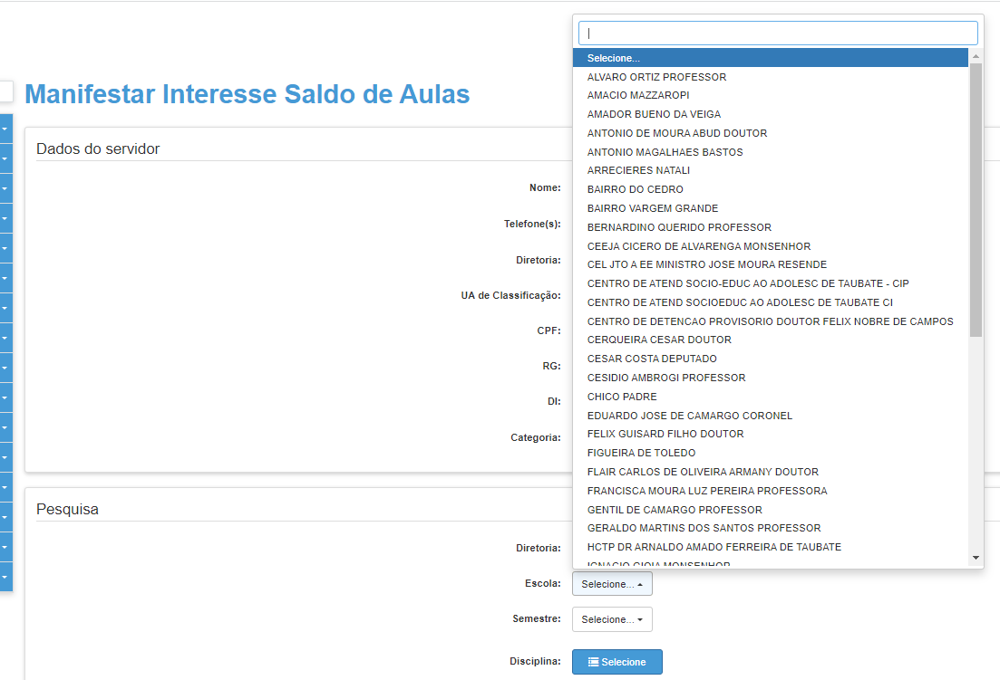 Manifestar Interesse Saldo de Aulas
Dados do servidor
Nome:
Telefone(s):
Diretoria:
UA de Classificação:
CPF:
RG:
DI:
Categoria:
Selecione...
ALVARO ORTIZ PROFESSOR
AMACIO MAZZAROPI
AMADOR BUENO DA VEIGA
ANTONIO DE MOURA ABUD DOUTOR
ANTONIO MAGALHAES BASTOS
ARRECIERES NATALI
BAIRRO DO CEDRO
BAIRRO VARGEM GRANDE
BERNARDINO QUERIDO PROFESSOR
CEEJA CICERO DE ALVARENGA MONSENHOR
CEL JTO A EE MINISTRO JOSE MOURA RESENDE
CENTRO DE ATEND SOCIO-EDUC AO ADOLESC DE TAUBATE - CIP
CENTRO DE ATEND SOCIOEDUC AO ADOLESC DE TAUBATE CI
CENTRO DE DETENCAO PROVISORIO DOUTOR FELIX NOBRE DE CAMPOS
CERQUEIRA CESAR DOUTOR
CESAR COSTA DEPUTADO
CESIDIO AMBROGI PROFESSOR
CHICO PADRE
EDUARDO JOSE DE CAMARGO CORONEL
FELIX GUISARD FILHO DOUTOR
FIGUEIRA DE TOLEDO
FLAIR CARLOS DE OLIVEIRA ARMANY DOUTOR
FRANCISCA MOURA LUZ PEREIRA PROFESSORA
GENTIL DE CAMARGO PROFESSOR
GERALDO MARTINS DOS SANTOS PROFESSOR
HCTP DR ARNALDO AMADO FERREIRA DE TAUBATE
IGNACIO GIOIA MONSENHOR
Pesquisa
Diretoria:
Escola: Selecione...
Semestre: Selecione...
Disciplina: Selecione